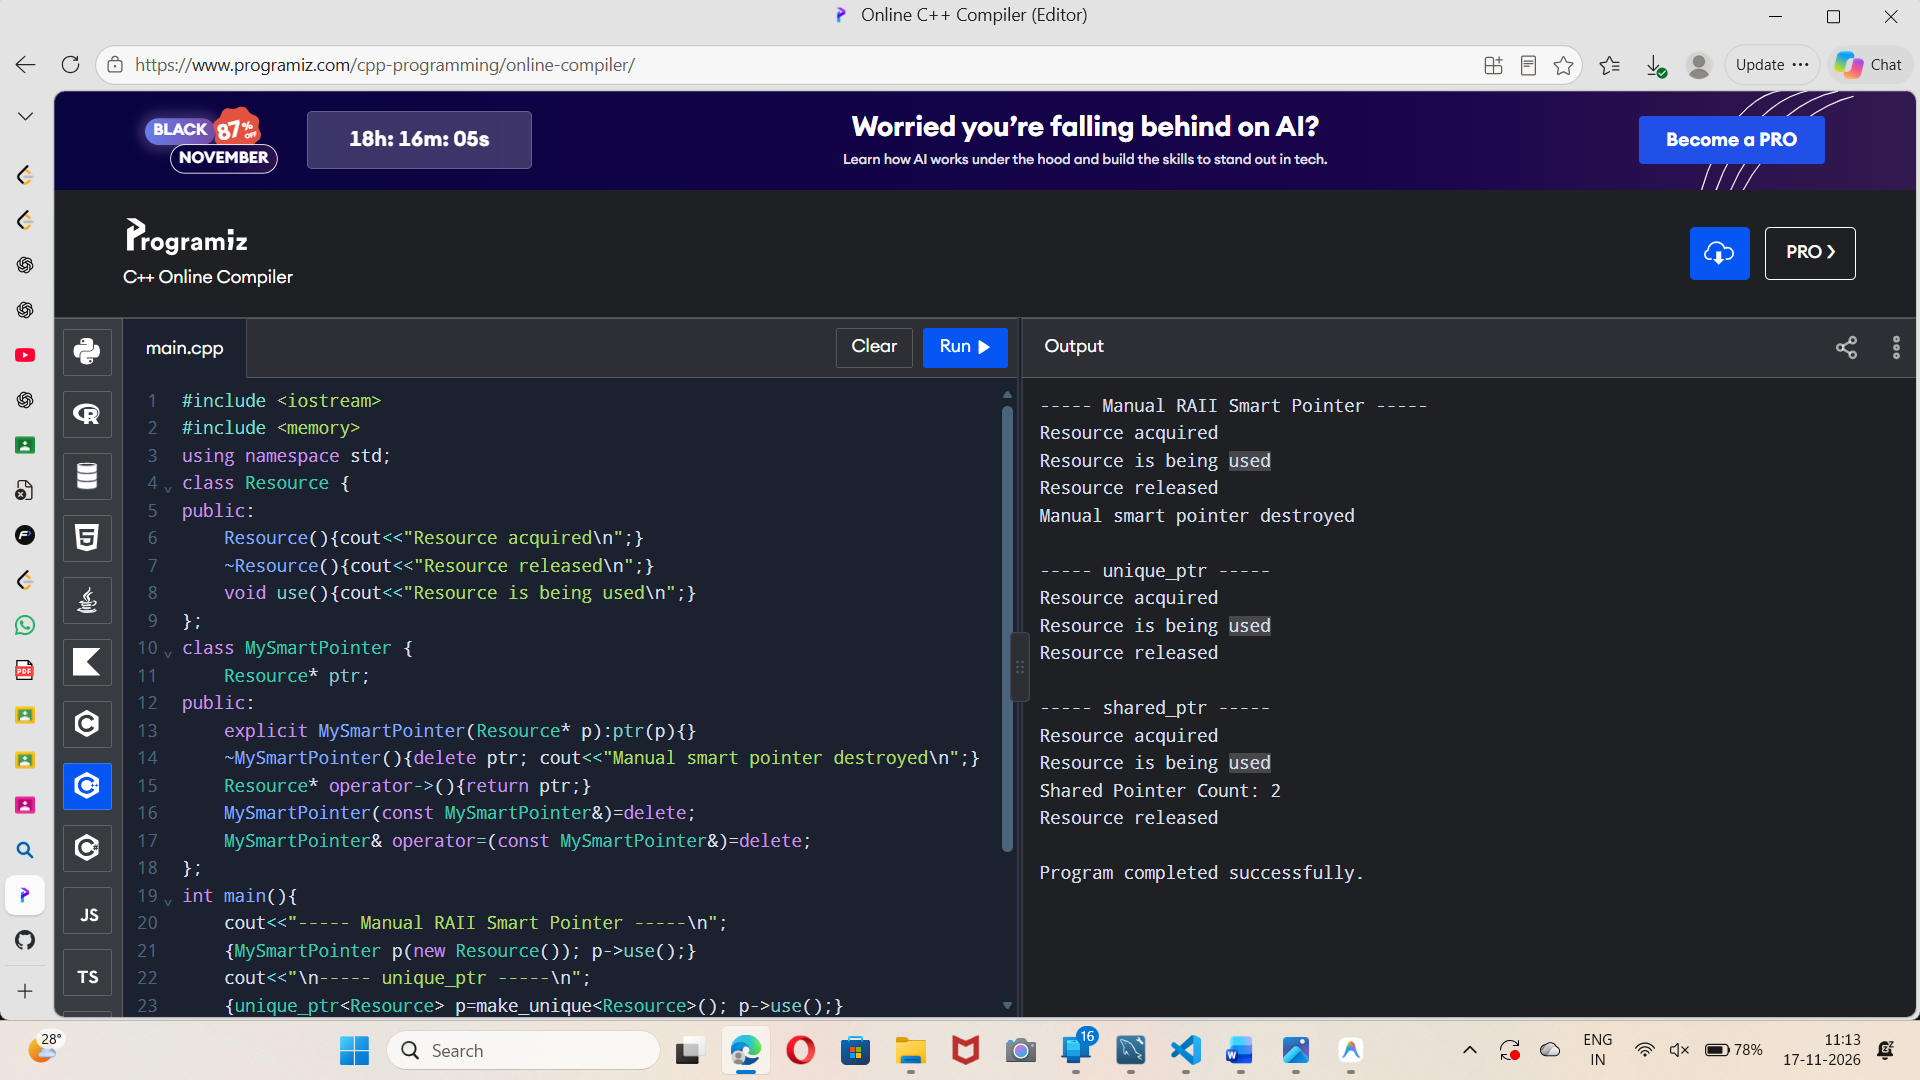 Online C++ Compiler (Editor)
https://www.programiz.com/cpp-programming/online-compiler/
Update
Chat
BLACK 87% OFF
NOVEMBER
18h: 16m: 05s
Worried you're falling behind on AI?
Learn how AI works under the hood and build the skills to stand out in tech.
Become a PRO
Programiz
C++ Online Compiler
PRO
main.cpp
Clear
Run
Output
1 #include <iostream>
2 #include <memory>
3 using namespace std;
4 class Resource {
5 public:
6     Resource(){cout<<"Resource acquired\n";}
7     ~Resource(){cout<<"Resource released\n";}
8     void use(){cout<<"Resource is being used\n";}
9 };
10 class MySmartPointer {
11     Resource* ptr;
12 public:
13     explicit MySmartPointer(Resource* p):ptr(p){}
14     ~MySmartPointer(){delete ptr; cout<<"Manual smart pointer destroyed\n";}
15     Resource* operator->(){return ptr;}
16     MySmartPointer(const MySmartPointer&)=delete;
17     MySmartPointer& operator=(const MySmartPointer&)=delete;
18 };
19 int main(){
20     cout<<"----- Manual RAII Smart Pointer -----\n";
21     {MySmartPointer p(new Resource()); p->use();}
22     cout<<"\n----- unique_ptr -----\n";
23     {unique_ptr<Resource> p=make_unique<Resource>(); p->use();}
----- Manual RAII Smart Pointer -----
Resource acquired
Resource is being used
Resource released
Manual smart pointer destroyed
----- unique_ptr -----
Resource acquired
Resource is being used
Resource released
----- shared_ptr -----
Resource acquired
Resource is being used
Shared Pointer Count: 2
Resource released
Program completed successfully.
JS
TS
PDF
28°
Search
16
ENG
IN
78%
11:13
17-11-2026